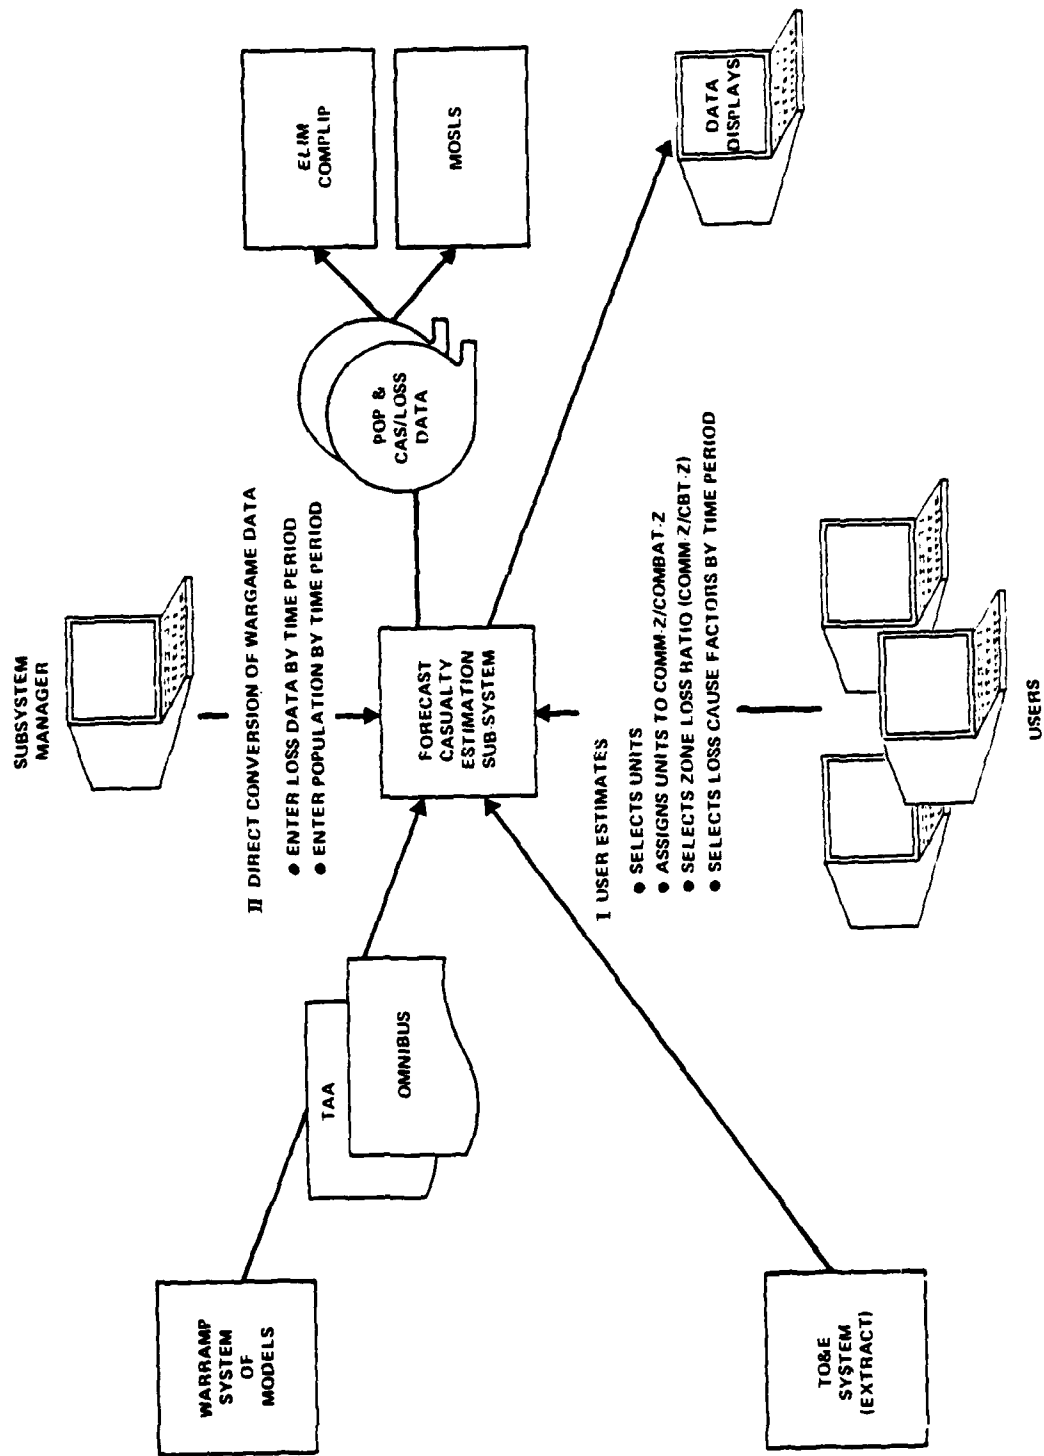 SUBSYSTEM
MANAGER
II DIRECT CONVERSION OF WARGAME DATA
● ENTER LOSS DATA BY TIME PERIOD
● ENTER POPULATION BY TIME PERIOD
WARRAMP
SYSTEM
OF
MODELS
TAA
OMNIBUS
FORECAST
CASUALTY
ESTIMATION
SUB-SYSTEM
POP &
CAS/LOSS
DATA
ELIM
COMPLIP
MOSLS
I USER ESTIMATES
● SELECTS UNITS
● ASSIGNS UNITS TO COMM-Z/COMBAT-Z
● SELECTS ZONE LOSS RATIO (COMM-Z/CBT-Z)
● SELECTS LOSS CAUSE FACTORS BY TIME PERIOD
TO&E
SYSTEM
(EXTRACT)
DATA
DISPLAYS
USERS